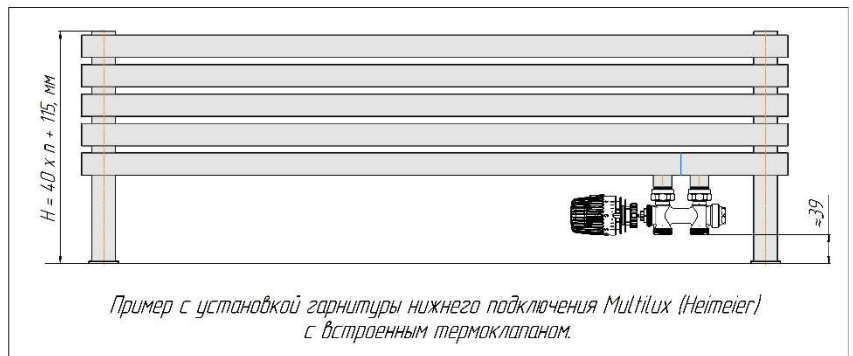 H = 40 x n + 115, мм
≈39
Пример с установкой гарнитуры нижнего подключения Multilux (Heimeier)
с встроенным термоклапаном.